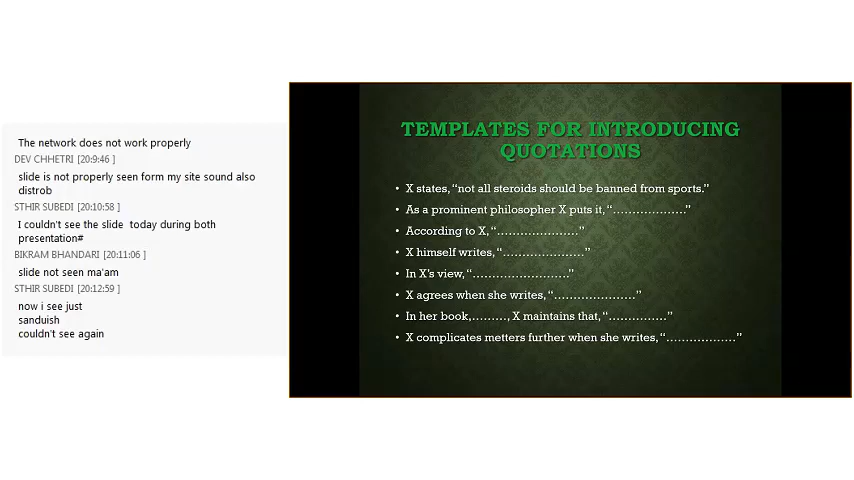 The network does not work properly
DEV CHHETRI [20:9:46 ]
slide is not properly seen form my site sound also
distrob
STHIR SUBEDI [20:10:58 ]
I couldn't see the slide  today during both
presentation#
BIKRAM BHANDARI [20:11:06 ]
slide not seen ma'am
STHIR SUBEDI [20:12:59 ]
now i see just
sanduish
couldn't see again
TEMPLATES FOR INTRODUCING
QUOTATIONS
• X states, “not all steroids should be banned from sports.”
• As a prominent philosopher X puts it, “………………”
• According to X, “…………………”
• X himself writes, “…………………”
• In X’s view, “…………………….”
• X agrees when she writes, “…………………”
• In her book,………, X maintains that, “……………”
• X complicates metters further when she writes, “………………”